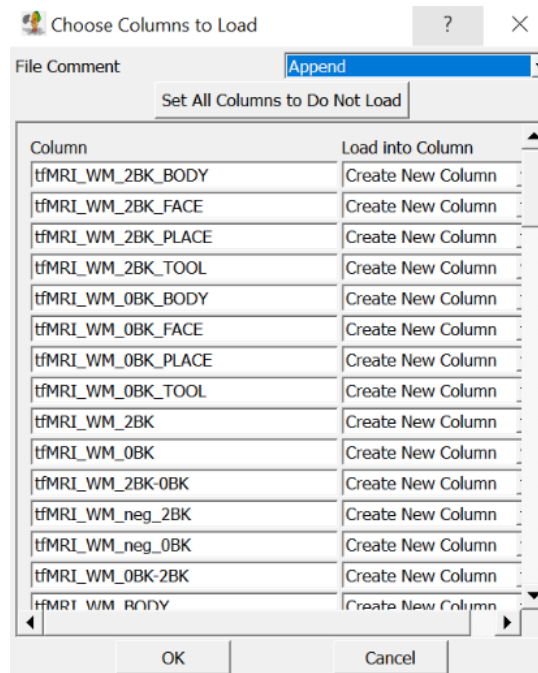 Choose Columns to Load ?
File Comment Append
Set All Columns to Do Not Load
Column Load into Column
tfMRI_WM_2BK_BODY Create New Column
tfMRI_WM_2BK_FACE Create New Column
tfMRI_WM_2BK_PLACE Create New Column
tfMRI_WM_2BK_TOOL Create New Column
tfMRI_WM_0BK_BODY Create New Column
tfMRI_WM_0BK_FACE Create New Column
tfMRI_WM_0BK_PLACE Create New Column
tfMRI_WM_0BK_TOOL Create New Column
tfMRI_WM_2BK Create New Column
tfMRI_WM_0BK Create New Column
tfMRI_WM_2BK-0BK Create New Column
tfMRI_WM_neg_2BK Create New Column
tfMRI_WM_neg_0BK Create New Column
tfMRI_WM_0BK-2BK Create New Column
tfMRI_WM_BODY Create New Column
OK Cancel